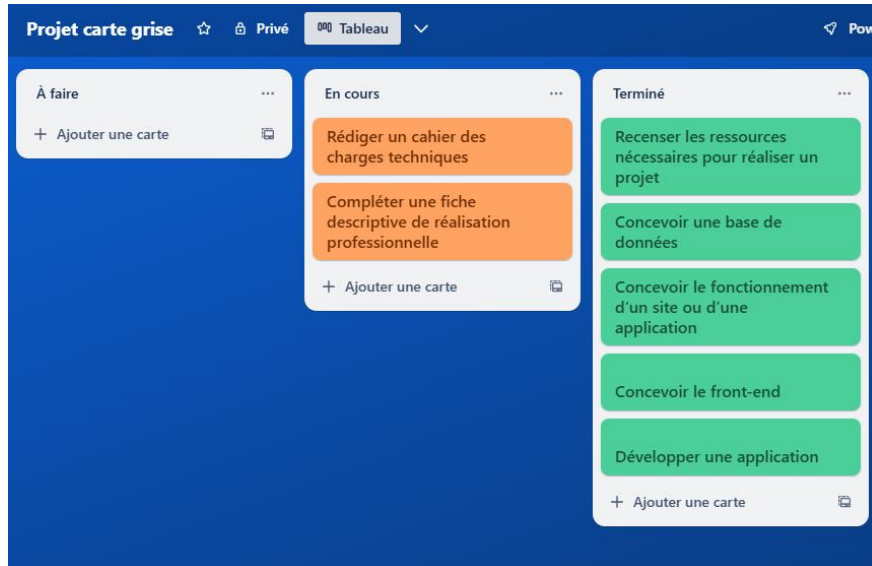 Projet carte grise
Privé
Tableau
Pow
À faire
Ajouter une carte
En cours
Rédiger un cahier des
charges techniques
Compléter une fiche
descriptive de réalisation
professionnelle
Ajouter une carte
Terminé
Recenser les ressources
nécessaires pour réaliser un
projet
Concevoir une base de
données
Concevoir le fonctionnement
d'un site ou d'une
application
Concevoir le front-end
Développer une application
Ajouter une carte